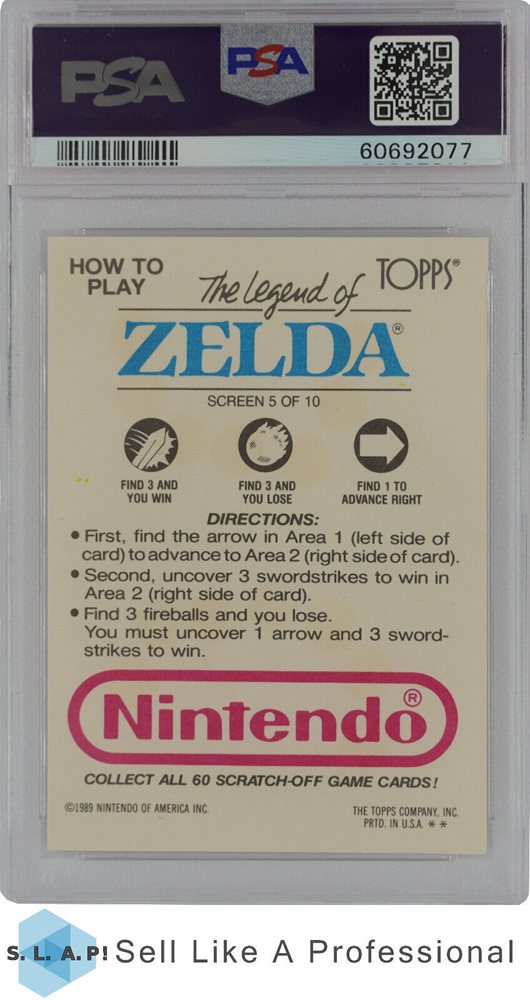 PSA
PSA
60692077
HOW TO
PLAY
The Legend of
TOPPS®
ZELDA®
SCREEN 5 OF 10
FIND 3 AND
YOU WIN
FIND 3 AND
YOU LOSE
FIND 1 TO
ADVANCE RIGHT
DIRECTIONS:
• First, find the arrow in Area 1 (left side of
card) to advance to Area 2 (right side of card).
• Second, uncover 3 swordstrikes to win in
Area 2 (right side of card).
• Find 3 fireballs and you lose.
You must uncover 1 arrow and 3 sword-
strikes to win.
Nintendo®
COLLECT ALL 60 SCRATCH-OFF GAME CARDS!
©1989 NINTENDO OF AMERICA INC.
THE TOPPS COMPANY, INC.
PRTD. IN U.S.A. * *
S. L. A. P! Sell Like A Professional